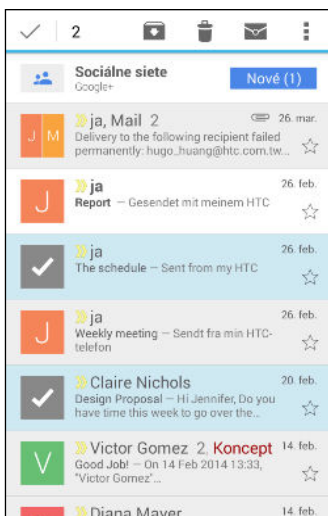 2
Sociálne siete
Google+
Nové (1)
J M
ja, Mail 2
26. mar.
Delivery to the following recipient failed
permanently: hugo_huang@htc.com.tw...
J
ja
26. feb.
Report – Gesendet mit meinem HTC
ja
26. feb.
The schedule – Sent from my HTC
J
ja
26. feb.
Weekly meeting – Sendt fra min HTC-
telefon
Claire Nichols
20. feb.
Design Proposal – Hi Jennifer, Do you
have time this week to go over the...
V
Victor Gomez 2, Koncept
14. feb.
Good Job! – On 14 Feb 2014 13:33,
"Victor Gomez"...
Diana Mayer
14. feb.